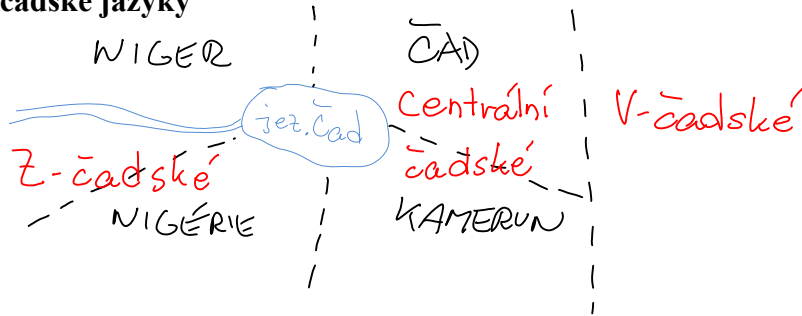 čadské jazyky
NIGER
ČAD
jez. Čad
centrální
čadské
V-čadské
Z-čadské
NIGÉRIE
KAMERUN